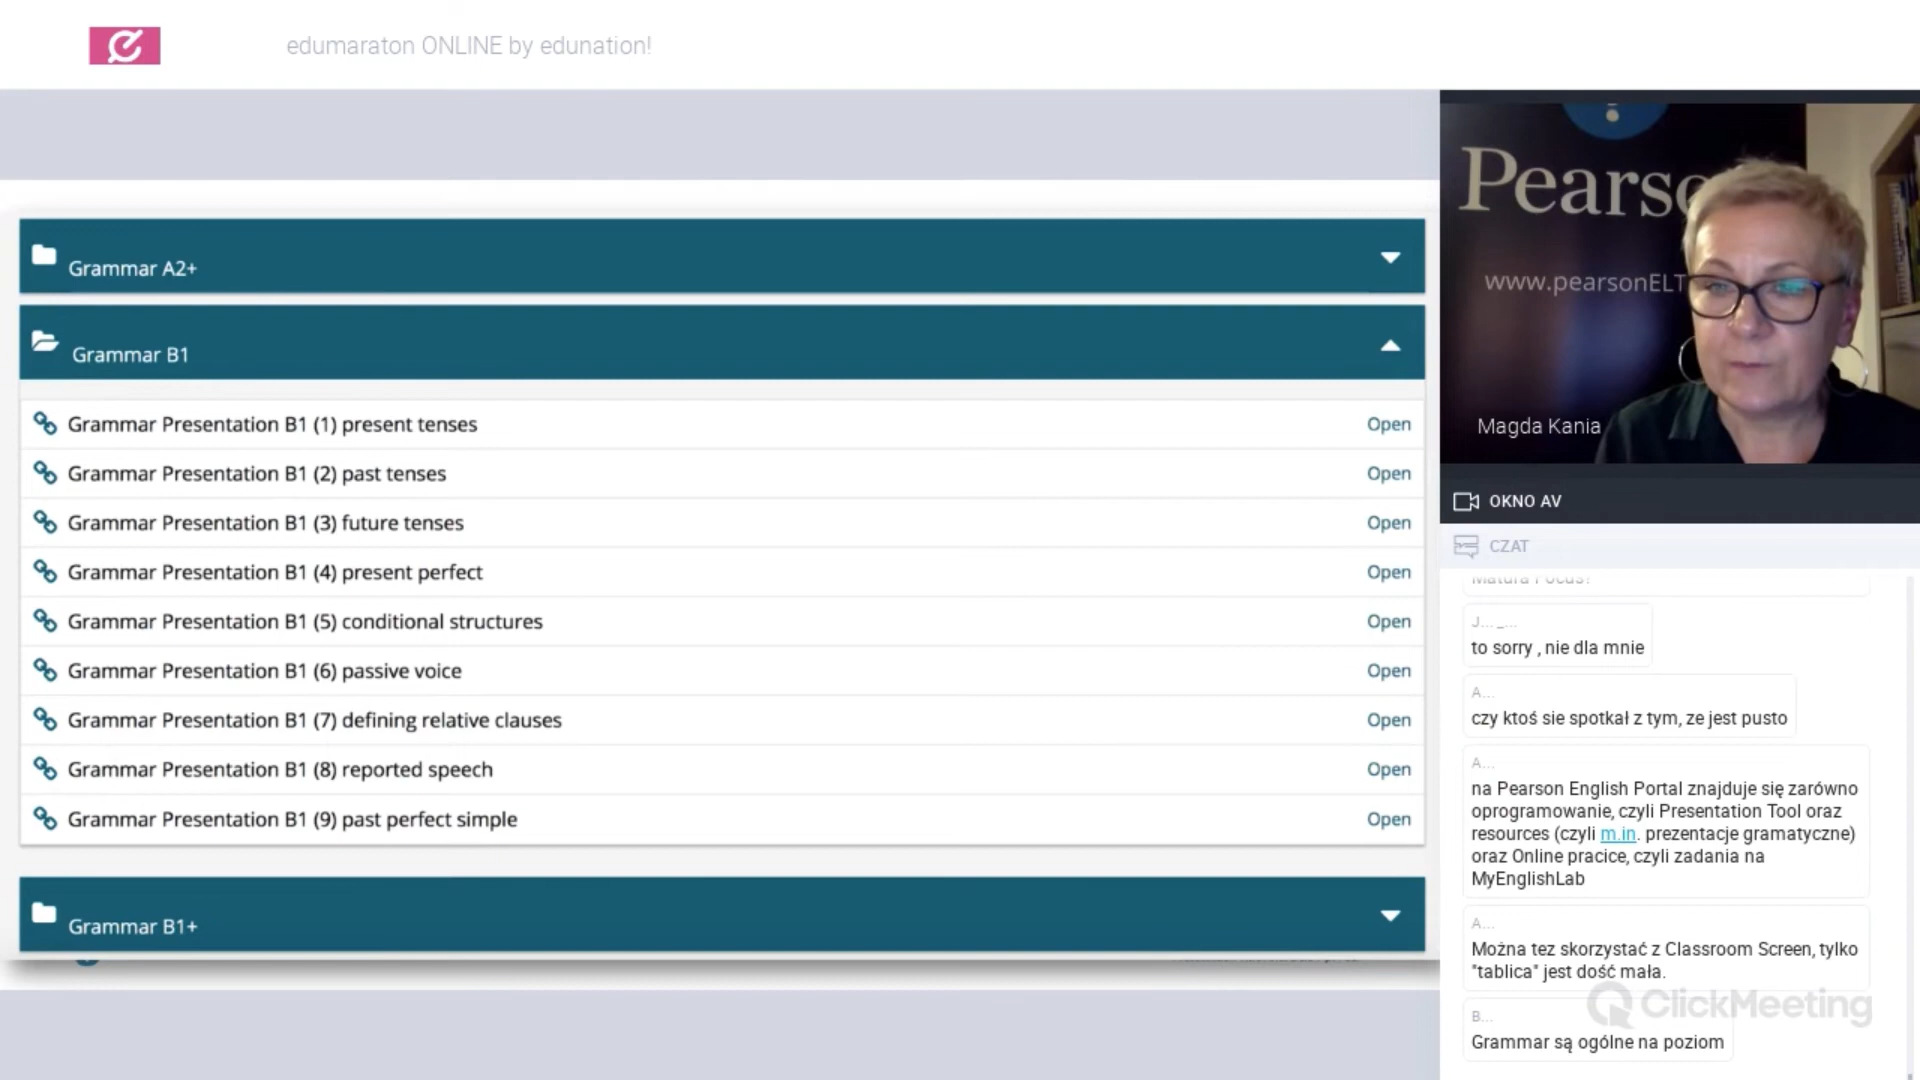 edumaraton ONLINE by edunation!
Grammar A2+
Grammar B1
Grammar Presentation B1 (1) present tenses Open
Grammar Presentation B1 (2) past tenses Open
Grammar Presentation B1 (3) future tenses Open
Grammar Presentation B1 (4) present perfect Open
Grammar Presentation B1 (5) conditional structures Open
Grammar Presentation B1 (6) passive voice Open
Grammar Presentation B1 (7) defining relative clauses Open
Grammar Presentation B1 (8) reported speech Open
Grammar Presentation B1 (9) past perfect simple Open
Grammar B1+
Pearso
www.pearsonELT
Magda Kania
OKNO AV
CZAT
Matura Focus?
J... _...
to sorry , nie dla mnie
A...
czy ktoś sie spotkał z tym, ze jest pusto
A...
na Pearson English Portal znajduje się zarówno
oprogramowanie, czyli Presentation Tool oraz
resources (czyli m.in. prezentacje gramatyczne)
oraz Online pracice, czyli zadania na
MyEnglishLab
A...
Można tez skorzystać z Classroom Screen, tylko
"tablica" jest dość mała.
ClickMeeting
B...
Grammar są ogólne na poziom